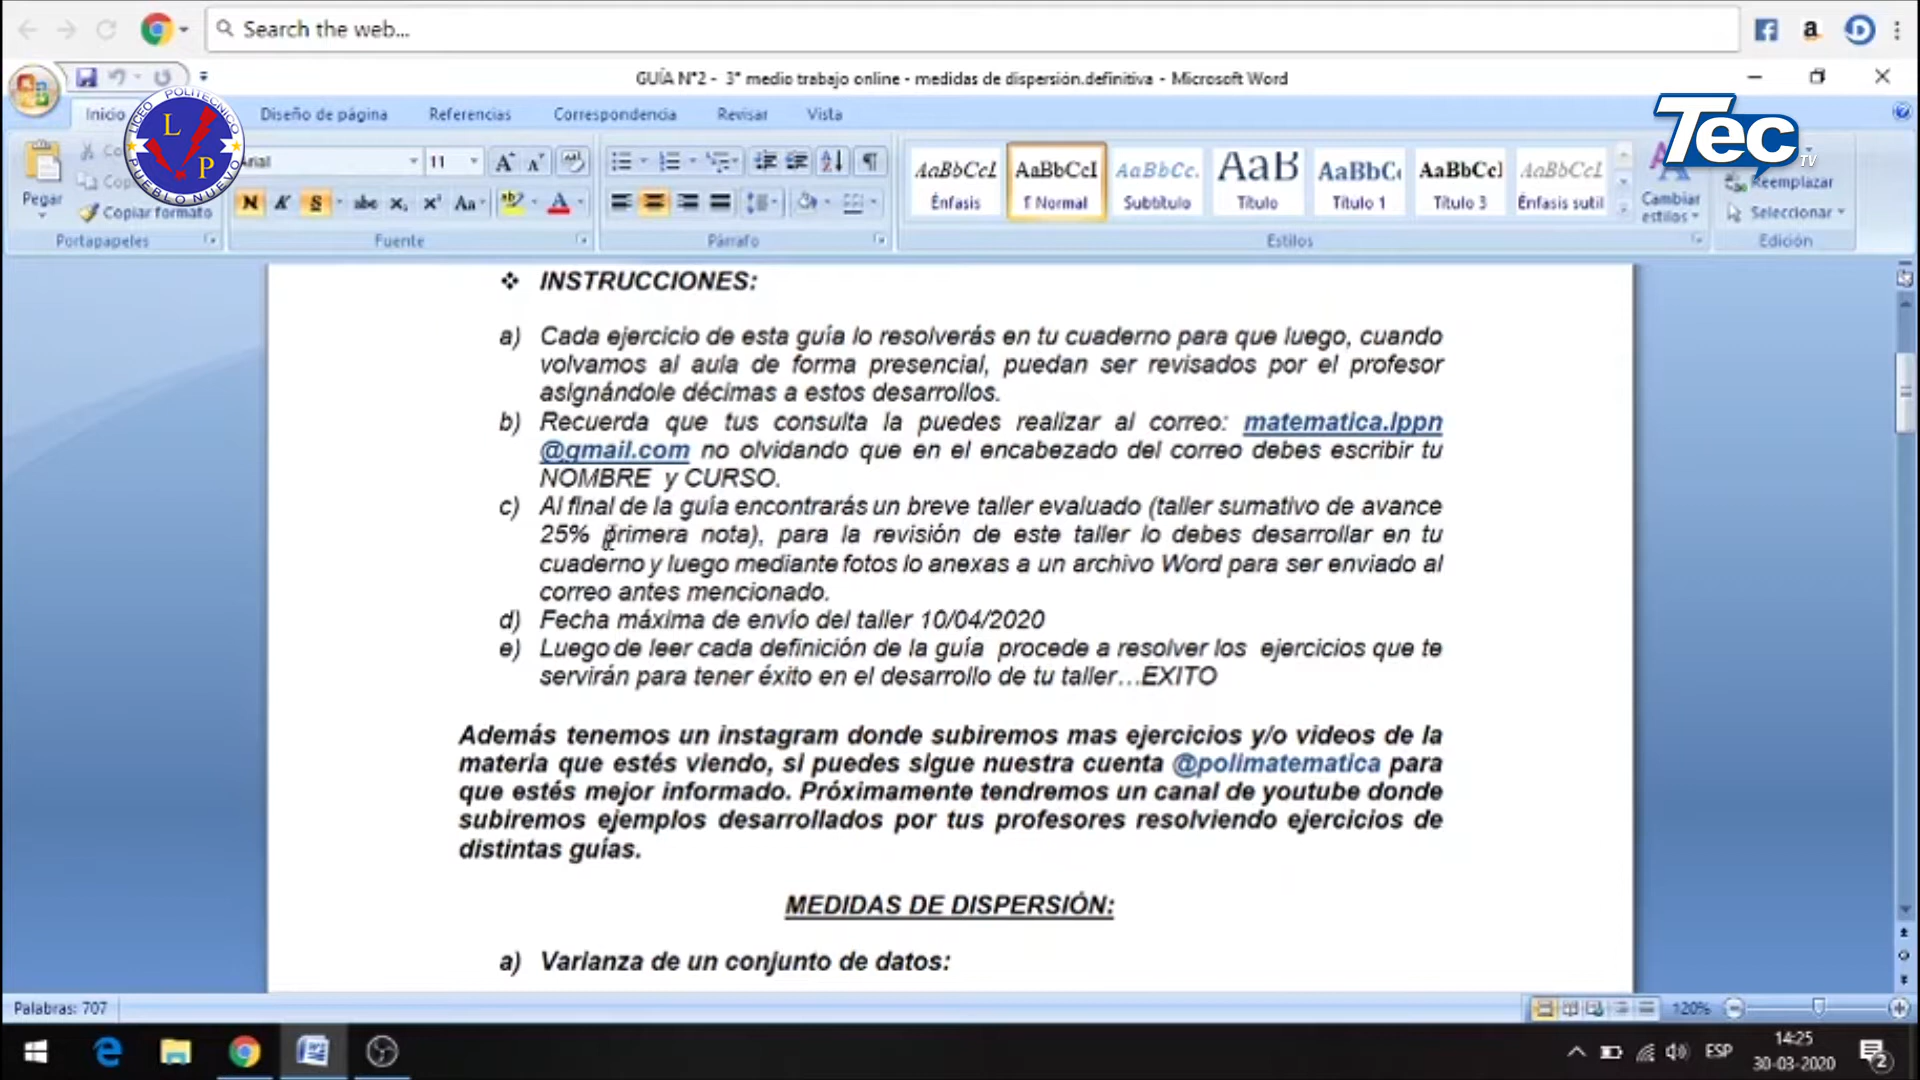 Search the web...
GUÍA N°2 - 3° medio trabajo online - medidas de dispersión.definitiva - Microsoft Word
Inicio
Diseño de página
Referencias
Correspondencia
Revisar
Vista
LICEO POLITECNICO
L P
PUEBLO NUEVO
Tec TV
Pegar
Copiar formato
Portapapeles
11
Fuente
Párrafo
AaBbCcL
Énfasis
AaBbCcI
¶ Normal
AaBbCc.
Subtítulo
AaB
Título
AaBbC
Título 1
AaBbCcl
Título 3
AaBbCcL
Énfasis sutil
Cambiar
estilos
Estilos
Reemplazar
Seleccionar
Edición
❖ INSTRUCCIONES:
a) Cada ejercicio de esta guía lo resolverás en tu cuaderno para que luego, cuando
volvamos al aula de forma presencial, puedan ser revisados por el profesor
asignándole décimas a estos desarrollos.
b) Recuerda que tus consulta la puedes realizar al correo: matematica.lppn
@gmail.com no olvidando que en el encabezado del correo debes escribir tu
NOMBRE y CURSO.
c) Al final de la guía encontrarás un breve taller evaluado (taller sumativo de avance
25% primera nota), para la revisión de este taller lo debes desarrollar en tu
cuaderno y luego mediante fotos lo anexas a un archivo Word para ser enviado al
correo antes mencionado.
d) Fecha máxima de envío del taller 10/04/2020
e) Luego de leer cada definición de la guía procede a resolver los ejercicios que te
servirán para tener éxito en el desarrollo de tu taller…EXITO
Además tenemos un instagram donde subiremos mas ejercicios y/o videos de la
materia que estés viendo, si puedes sigue nuestra cuenta @polimatematica para
que estés mejor informado. Próximamente tendremos un canal de youtube donde
subiremos ejemplos desarrollados por tus profesores resolviendo ejercicios de
distintas guías.
MEDIDAS DE DISPERSIÓN:
a) Varianza de un conjunto de datos:
Palabras: 707
120%
ESP
14:25
30-03-2020
2